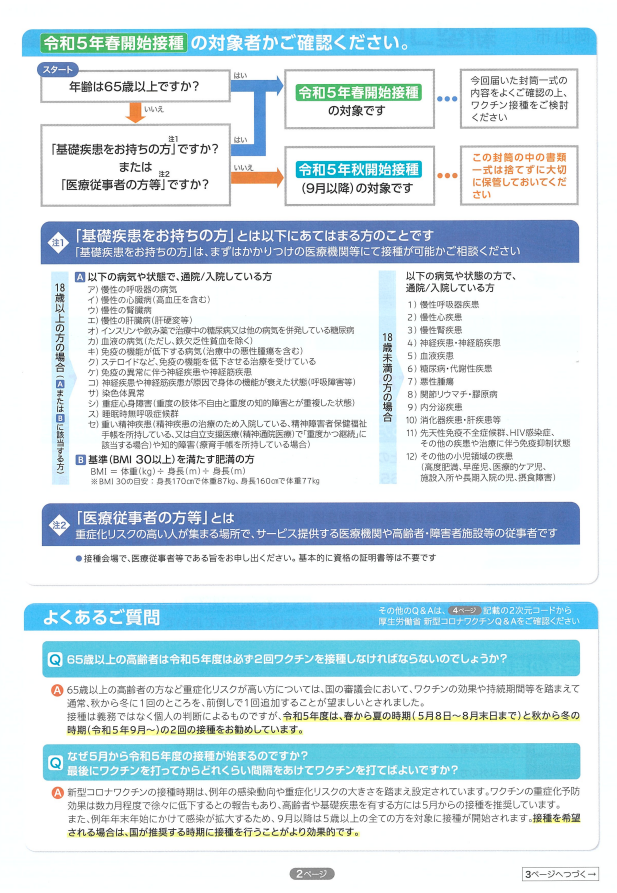 令和5年春開始接種 の対象者かご確認ください。
スタート
年齢は65歳以上ですか?
はい
いいえ
令和5年春開始接種
の対象です
今回届いた封筒一式の
内容をよくご確認の上、
ワクチン接種をご検討
ください
注1
「基礎疾患をお持ちの方」ですか?
または
注2
「医療従事者の方等」ですか?
はい
いいえ
令和5年秋開始接種
(9月以降)の対象です
この封筒の中の書類
一式は捨てずに大切
に保管しておいてくだ
さい
注1
「基礎疾患をお持ちの方」とは以下にあてはまる方のことです
「基礎疾患をお持ちの方」は、まずはかかりつけの医療機関等にて接種が可能かご相談ください
18歳以上の方の場合(AまたはBに該当する方)
A 以下の病気や状態で、通院/入院している方
ア)慢性の呼吸器の病気
イ)慢性の心臓病(高血圧を含む)
ウ)慢性の腎臓病
エ)慢性の肝臓病(肝硬変等)
オ)インスリンや飲み薬で治療中の糖尿病又は他の病気を併発している糖尿病
カ)血液の病気(ただし、鉄欠乏性貧血を除く)
キ)免疫の機能が低下する病気(治療中の悪性腫瘍を含む)
ク)ステロイドなど、免疫の機能を低下させる治療を受けている
ケ)免疫の異常に伴う神経疾患や神経筋疾患
コ)神経疾患や神経筋疾患が原因で身体の機能が衰えた状態(呼吸障害等)
サ)染色体異常
シ)重症心身障害(重度の肢体不自由と重度の知的障害とが重複した状態)
ス)睡眠時無呼吸症候群
セ)重い精神疾患(精神疾患の治療のため入院している、精神障害者保健福祉
手帳を所持している、又は自立支援医療(精神通院医療)で「重度かつ継続」に
該当する場合)や知的障害(療育手帳を所持している場合)
B 基準(BMI 30以上)を満たす肥満の方
BMI = 体重(kg)÷身長(m)÷身長(m)
※BMI 30の目安:身長170cmで体重87kg、身長160cmで体重77kg
18歳未満の方の場合
以下の病気や状態の方で、
通院/入院している方
1)慢性呼吸器疾患
2)慢性心疾患
3)慢性腎疾患
4)神経疾患・神経筋疾患
5)血液疾患
6)糖尿病・代謝性疾患
7)悪性腫瘍
8)関節リウマチ・膠原病
9)内分泌疾患
10)消化器疾患・肝疾患等
11)先天性免疫不全症候群、HIV感染症、
その他の疾患や治療に伴う免疫抑制状態
12)その他の小児領域の疾患
(高度肥満、早産児、医療的ケア児、
施設入所や長期入院の児、摂食障害)
注2
「医療従事者の方等」とは
重症化リスクの高い人が集まる場所で、サービス提供する医療機関や高齢者・障害者施設等の従事者です
●接種会場で、医療従事者等である旨をお申し出ください。基本的に資格の証明書等は不要です
よくあるご質問
その他のQ&Aは、4ページ記載の2次元コードから
厚生労働省 新型コロナワクチンQ&Aをご確認ください
Q 65歳以上の高齢者は令和5年度は必ず2回ワクチンを接種しなければならないのでしょうか?
A 65歳以上の高齢者の方など重症化リスクが高い方については、国の審議会において、ワクチンの効果や持続期間等を踏まえて
通常、秋から冬に1回のところを、前倒しで1回追加することが望ましいとされました。
接種は義務ではなく個人の判断によるものですが、令和5年度は、春から夏の時期(5月8日~8月末日まで)と秋から冬の
時期(令和5年9月~)の2回の接種をお勧めしています。
Q なぜ5月から令和5年度の接種が始まるのですか?
最後にワクチンを打ってからどれくらい間隔をあけてワクチンを打てばよいですか?
A 新型コロナワクチンの接種時期は、例年の感染動向や重症化リスクの大きさを踏まえ設定されています。ワクチンの重症化予防
効果は数カ月程度で徐々に低下するとの報告もあり、高齢者や基礎疾患を有する方には5月からの接種を推奨しています。
また、例年年末年始にかけて感染が拡大するため、9月以降は5歳以上の全ての方を対象に接種が開始されます。接種を希望
される場合は、国が推奨する時期に接種を行うことがより効果的です。
2ページ
3ページへつづく→